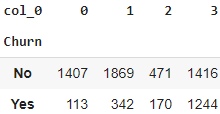 col_0 0 1 2 3
Churn
No 1407 1869 471 1416
Yes 113 342 170 1244